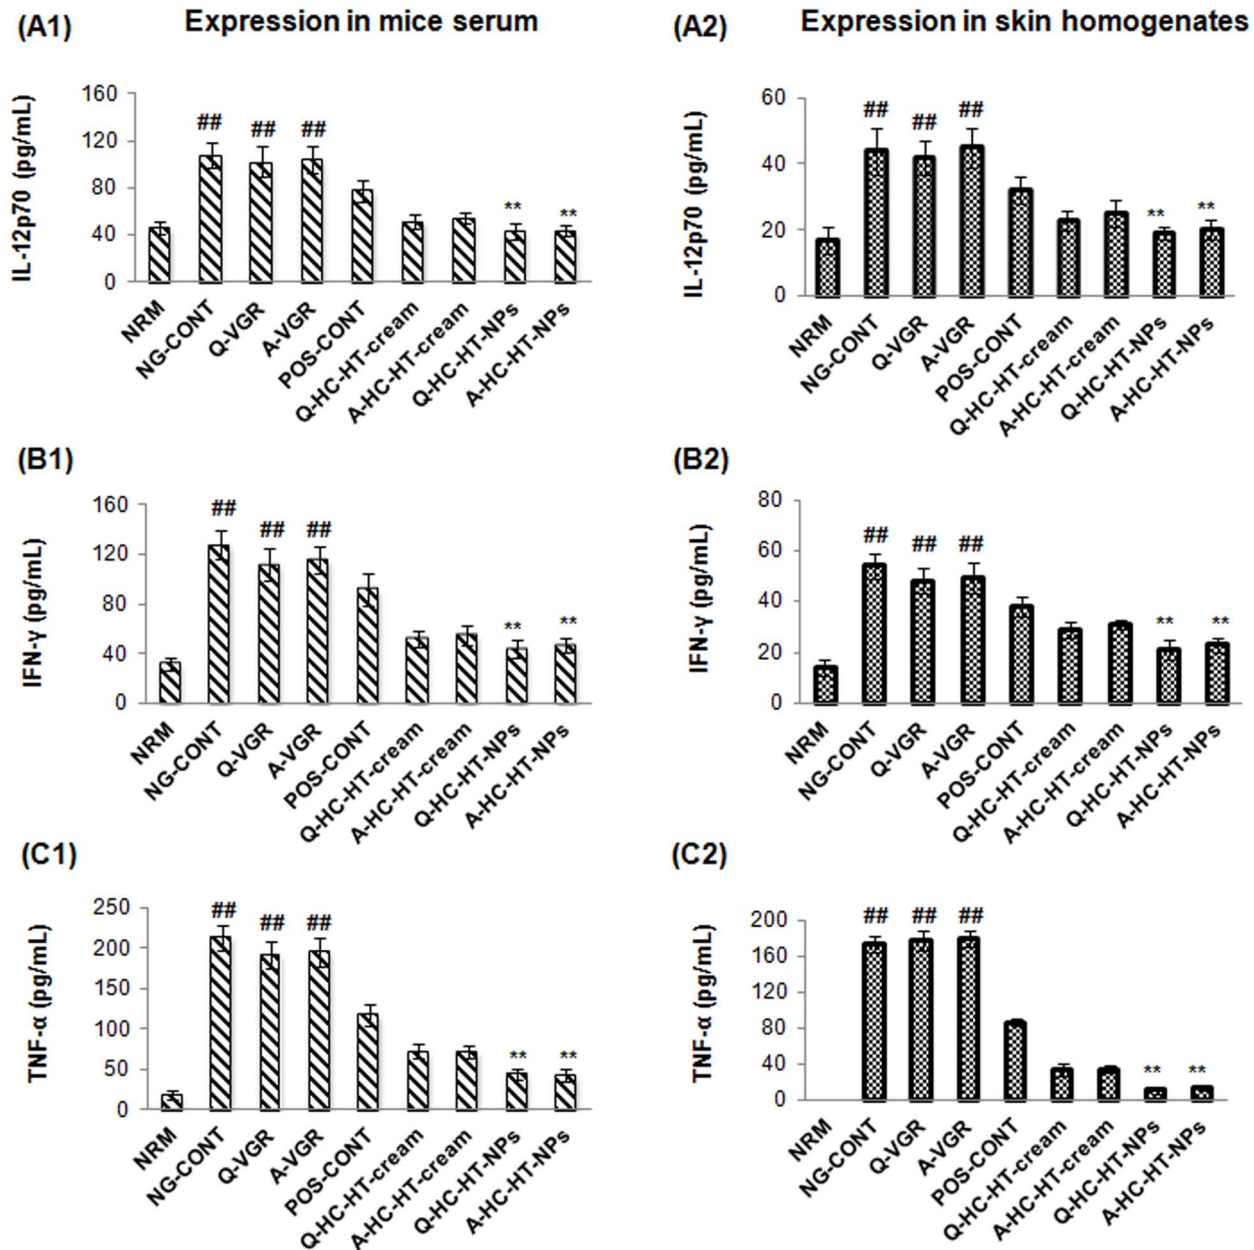 (A1) Expression in mice serum
IL-12p70 (pg/mL)
160
120
80
40
0
## ## ## ** **
NRM NG-CONT Q-VGR A-VGR POS-CONT Q-HC-HT-cream A-HC-HT-cream Q-HC-HT-NPs A-HC-HT-NPs
(A2) Expression in skin homogenates
IL-12p70 (pg/mL)
60
40
20
0
## ## ## ** **
NRM NG-CONT Q-VGR A-VGR POS-CONT Q-HC-HT-cream A-HC-HT-cream Q-HC-HT-NPs A-HC-HT-NPs
(B1)
IFN-γ (pg/mL)
160
120
80
40
0
## ## ## ** **
NRM NG-CONT Q-VGR A-VGR POS-CONT Q-HC-HT-cream A-HC-HT-cream Q-HC-HT-NPs A-HC-HT-NPs
(B2)
IFN-γ (pg/mL)
80
60
40
20
0
## ## ## ** **
NRM NG-CONT Q-VGR A-VGR POS-CONT Q-HC-HT-cream A-HC-HT-cream Q-HC-HT-NPs A-HC-HT-NPs
(C1)
TNF-α (pg/mL)
250
200
150
100
50
0
## ## ## ** **
NRM NG-CONT Q-VGR A-VGR POS-CONT Q-HC-HT-cream A-HC-HT-cream Q-HC-HT-NPs A-HC-HT-NPs
(C2)
TNF-α (pg/mL)
200
160
120
80
40
0
## ## ## ** **
NRM NG-CONT Q-VGR A-VGR POS-CONT Q-HC-HT-cream A-HC-HT-cream Q-HC-HT-NPs A-HC-HT-NPs